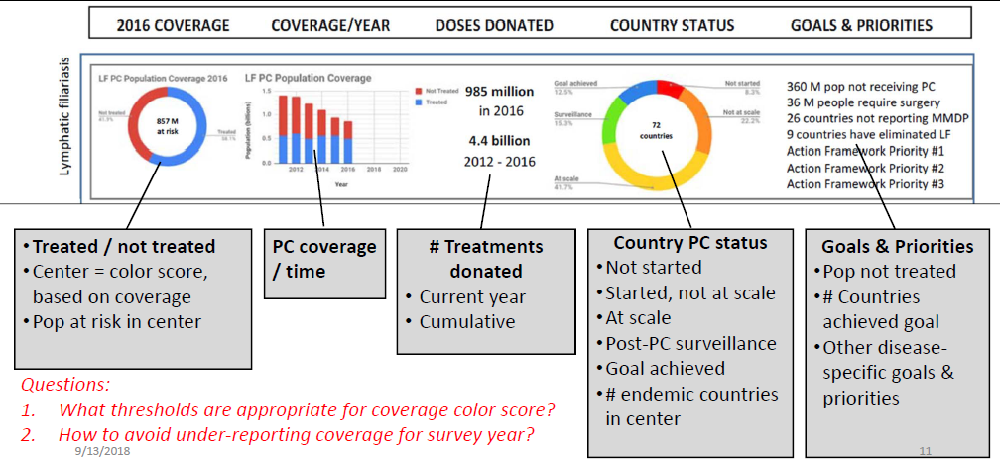 2016 COVERAGE
COVERAGE/YEAR
DOSES DONATED
COUNTRY STATUS
GOALS & PRIORITIES
Lymphatic filariasis
LF PC Population Coverage 2016
Not treated
41.9%
857 M
at risk
Treated
58.1%
LF PC Population Coverage
Not Treated
Treated
Population (billions)
1.5
1.0
0.5
0.0
2012
2014
2016
2018
2020
Year
985 million
in 2016
4.4 billion
2012 - 2016
Goal achieved
12.5%
Not started
8.3%
Surveillance
15.3%
Not at scale
22.2%
72
countries
At scale
41.7%
360 M pop not receiving PC
36 M people require surgery
26 countries not reporting MMDP
9 countries have eliminated LF
Action Framework Priority #1
Action Framework Priority #2
Action Framework Priority #3
• Treated / not treated
• Center = color score,
based on coverage
• Pop at risk in center
PC coverage
/ time
# Treatments
donated
• Current year
• Cumulative
Country PC status
• Not started
• Started, not at scale
• At scale
• Post-PC surveillance
• Goal achieved
• # endemic countries
in center
Goals & Priorities
• Pop not treated
• # Countries
achieved goal
• Other disease-
specific goals &
priorities
Questions:
1. What thresholds are appropriate for coverage color score?
2. How to avoid under-reporting coverage for survey year?
9/13/2018
11